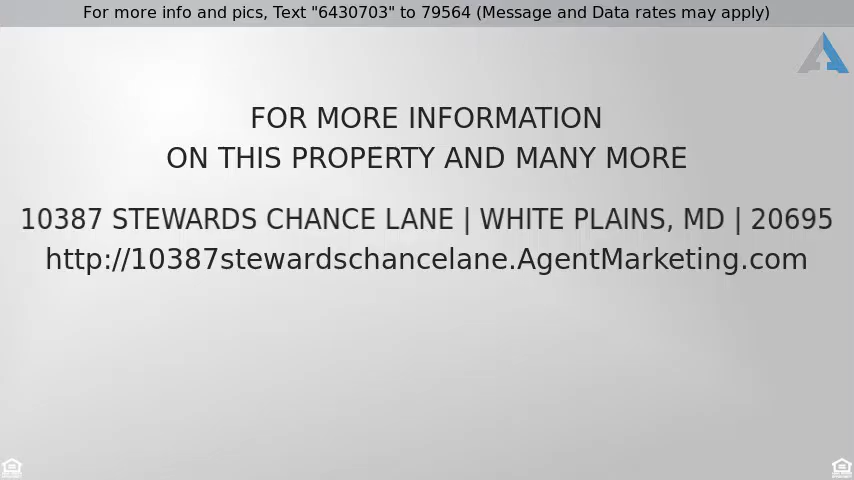 For more info and pics, Text "6430703" to 79564 (Message and Data rates may apply)
FOR MORE INFORMATION
ON THIS PROPERTY AND MANY MORE
10387 STEWARDS CHANCE LANE | WHITE PLAINS, MD | 20695
http://10387stewardschancelane.AgentMarketing.com